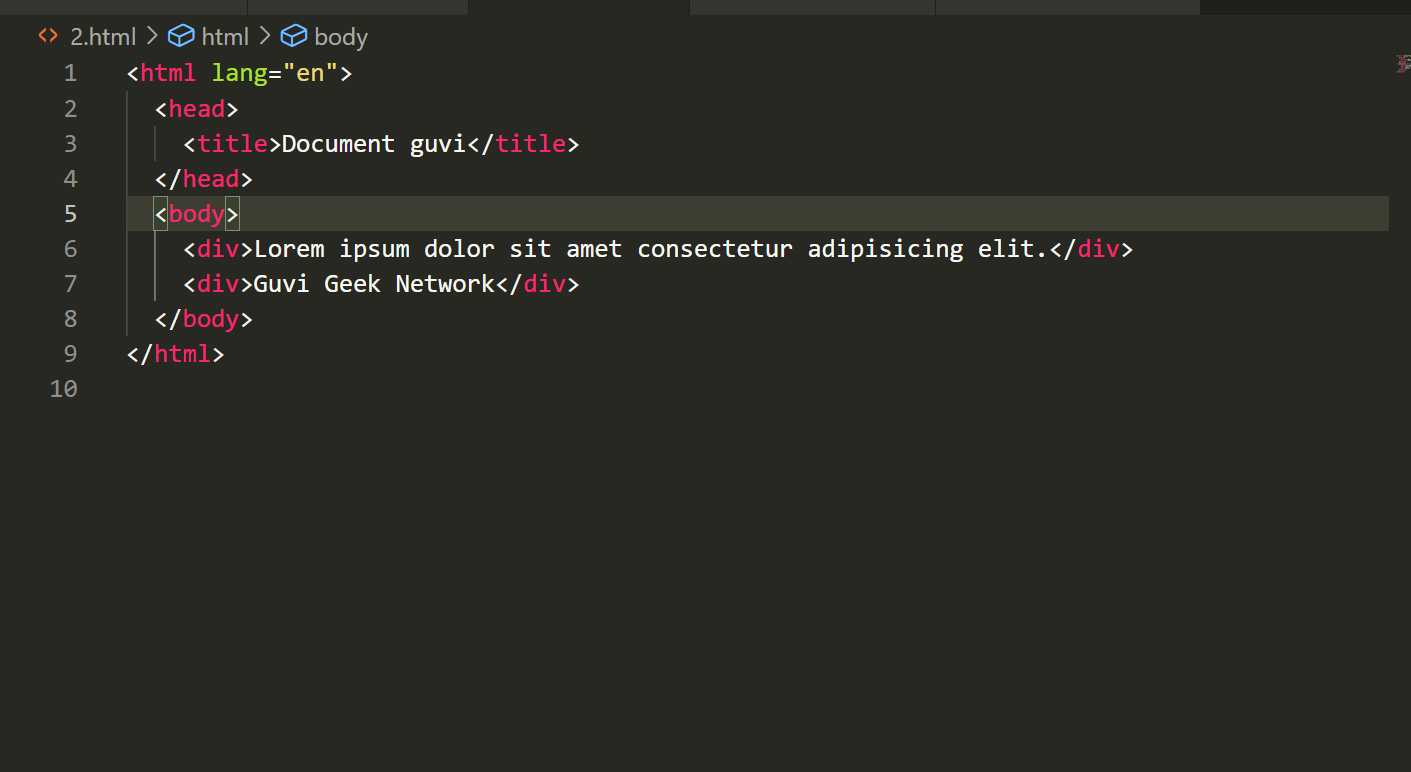 <> 2.html > html > body
1 <html lang="en">
2 <head>
3 <title>Document guvi</title>
4 </head>
5 <body>
6 <div>Lorem ipsum dolor sit amet consectetur adipisicing elit.</div>
7 <div>Guvi Geek Network</div>
8 </body>
9 </html>
10